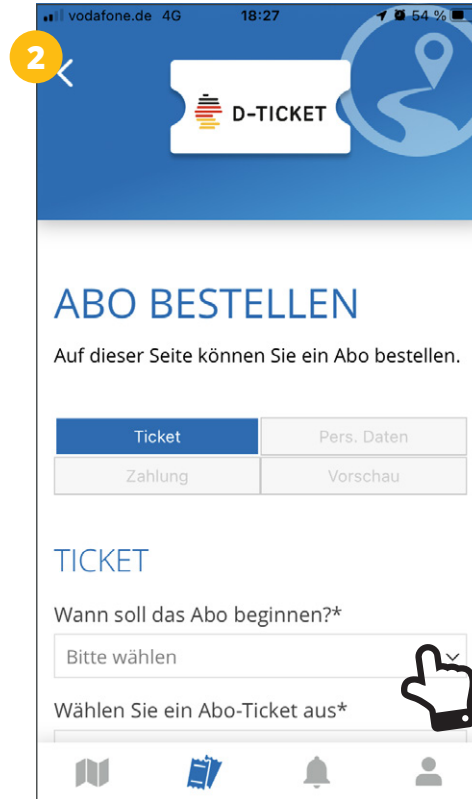 vodafone.de 4G 18:27 54 %
2
D-TICKET
ABO BESTELLEN
Auf dieser Seite können Sie ein Abo bestellen.
Ticket Pers. Daten
Zahlung Vorschau
TICKET
Wann soll das Abo beginnen?*
Bitte wählen
Wählen Sie ein Abo-Ticket aus*